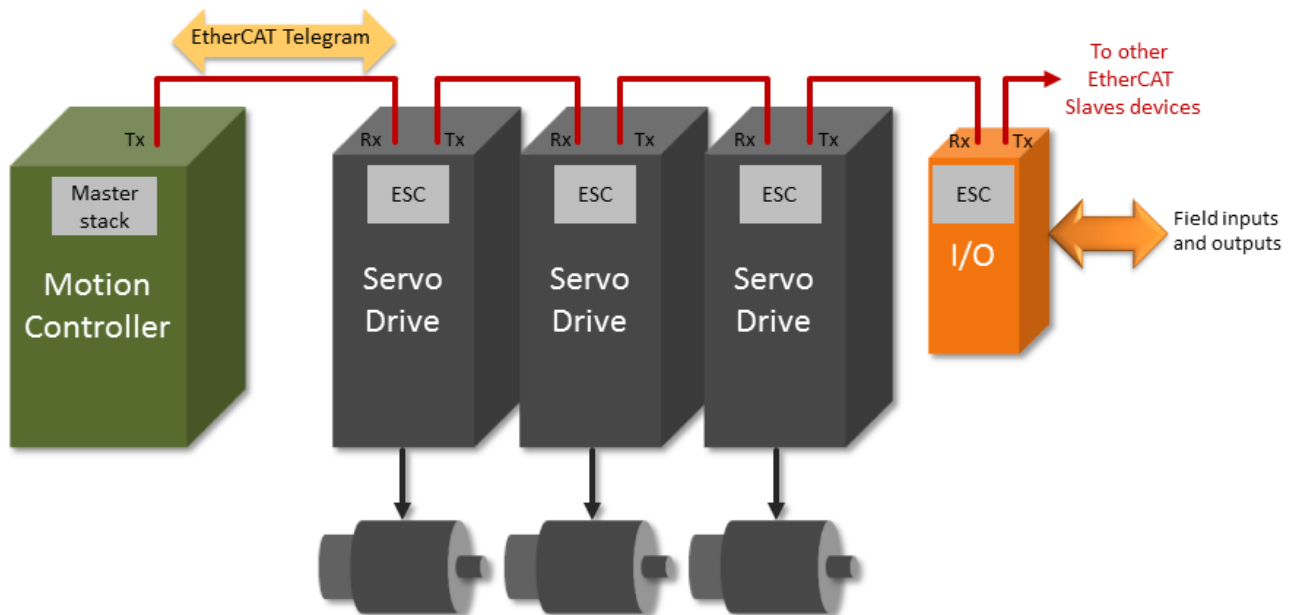 EtherCAT Telegram
To other
EtherCAT
Slaves devices
Tx
Rx
Tx
Rx
Tx
Rx
Tx
Rx
Tx
Master
stack
ESC
ESC
ESC
ESC
Field inputs
and outputs
Motion
Controller
Servo
Drive
Servo
Drive
Servo
Drive
I/O